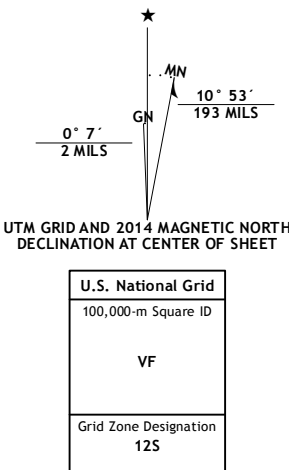 ★
MN
GN
10° 53´
193 MILS
0° 7´
2 MILS
UTM GRID AND 2014 MAGNETIC NORTH
DECLINATION AT CENTER OF SHEET
U.S. National Grid
100,000-m Square ID
VF
Grid Zone Designation
12S